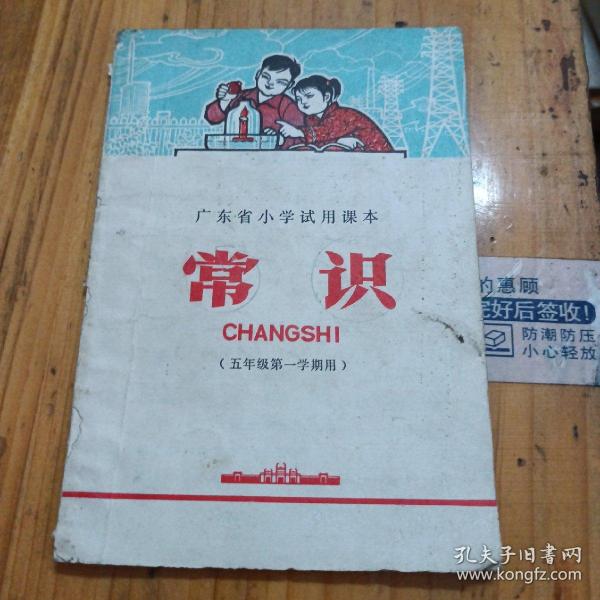 广东省小学试用课本
常识
CHANGSHI
（五年级第一学期用）
的惠顾
完好后签收!
防潮防压
小心轻放
孔夫子旧书网
www.kongfz.com